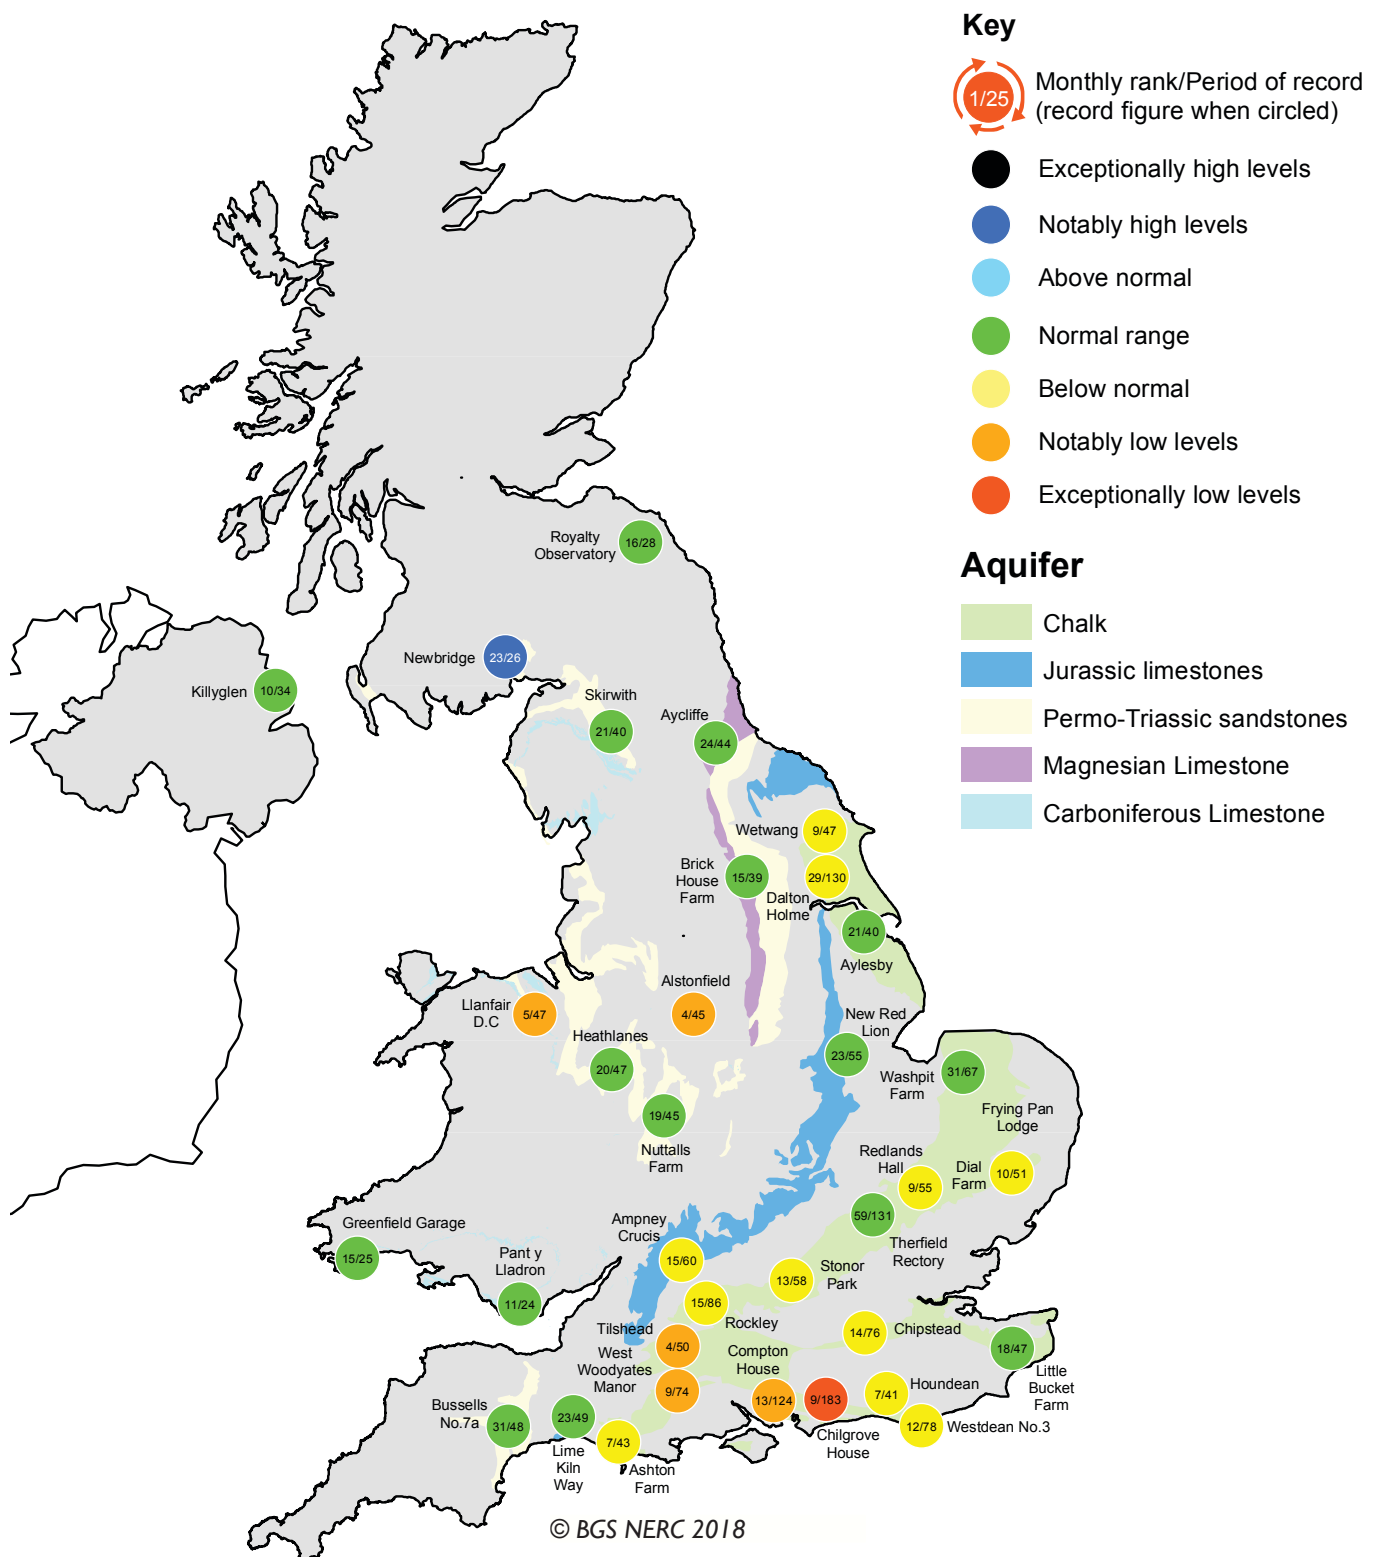 Key
1/25
Monthly rank/Period of record
(record figure when circled)
Exceptionally high levels
Notably high levels
Above normal
Normal range
Below normal
Notably low levels
Exceptionally low levels
Aquifer
Chalk
Jurassic limestones
Permo-Triassic sandstones
Magnesian Limestone
Carboniferous Limestone
Royalty
Observatory
16/28
Newbridge
23/26
Killyglen
10/34
Skirwith
21/40
Aycliffe
24/44
Wetwang
9/47
Brick
House
Farm
15/39
29/130
Dalton
Holme
21/40
Aylesby
Llanfair
D.C
5/47
Alstonfield
4/45
Heathlanes
20/47
New Red
Lion
23/55
Washpit
Farm
31/67
19/45
Nuttalls
Farm
Frying Pan
Lodge
Redlands
Hall
9/55
Dial
Farm
10/51
59/131
Therfield
Rectory
Greenfield Garage
15/25
Pant y
Lladron
11/24
Ampney
Crucis
15/60
13/58
Stonor
Park
15/86
Rockley
Tilshead
4/50
West
Woodyates
Manor
9/74
Compton
House
13/124
14/76
Chipstead
18/47
Little
Bucket
Farm
9/183
Chilgrove
House
7/41
Houndean
12/78
Westdean No.3
Bussells
No.7a
31/48
23/49
Lime
Kiln
Way
7/43
Ashton
Farm
© BGS NERC 2018